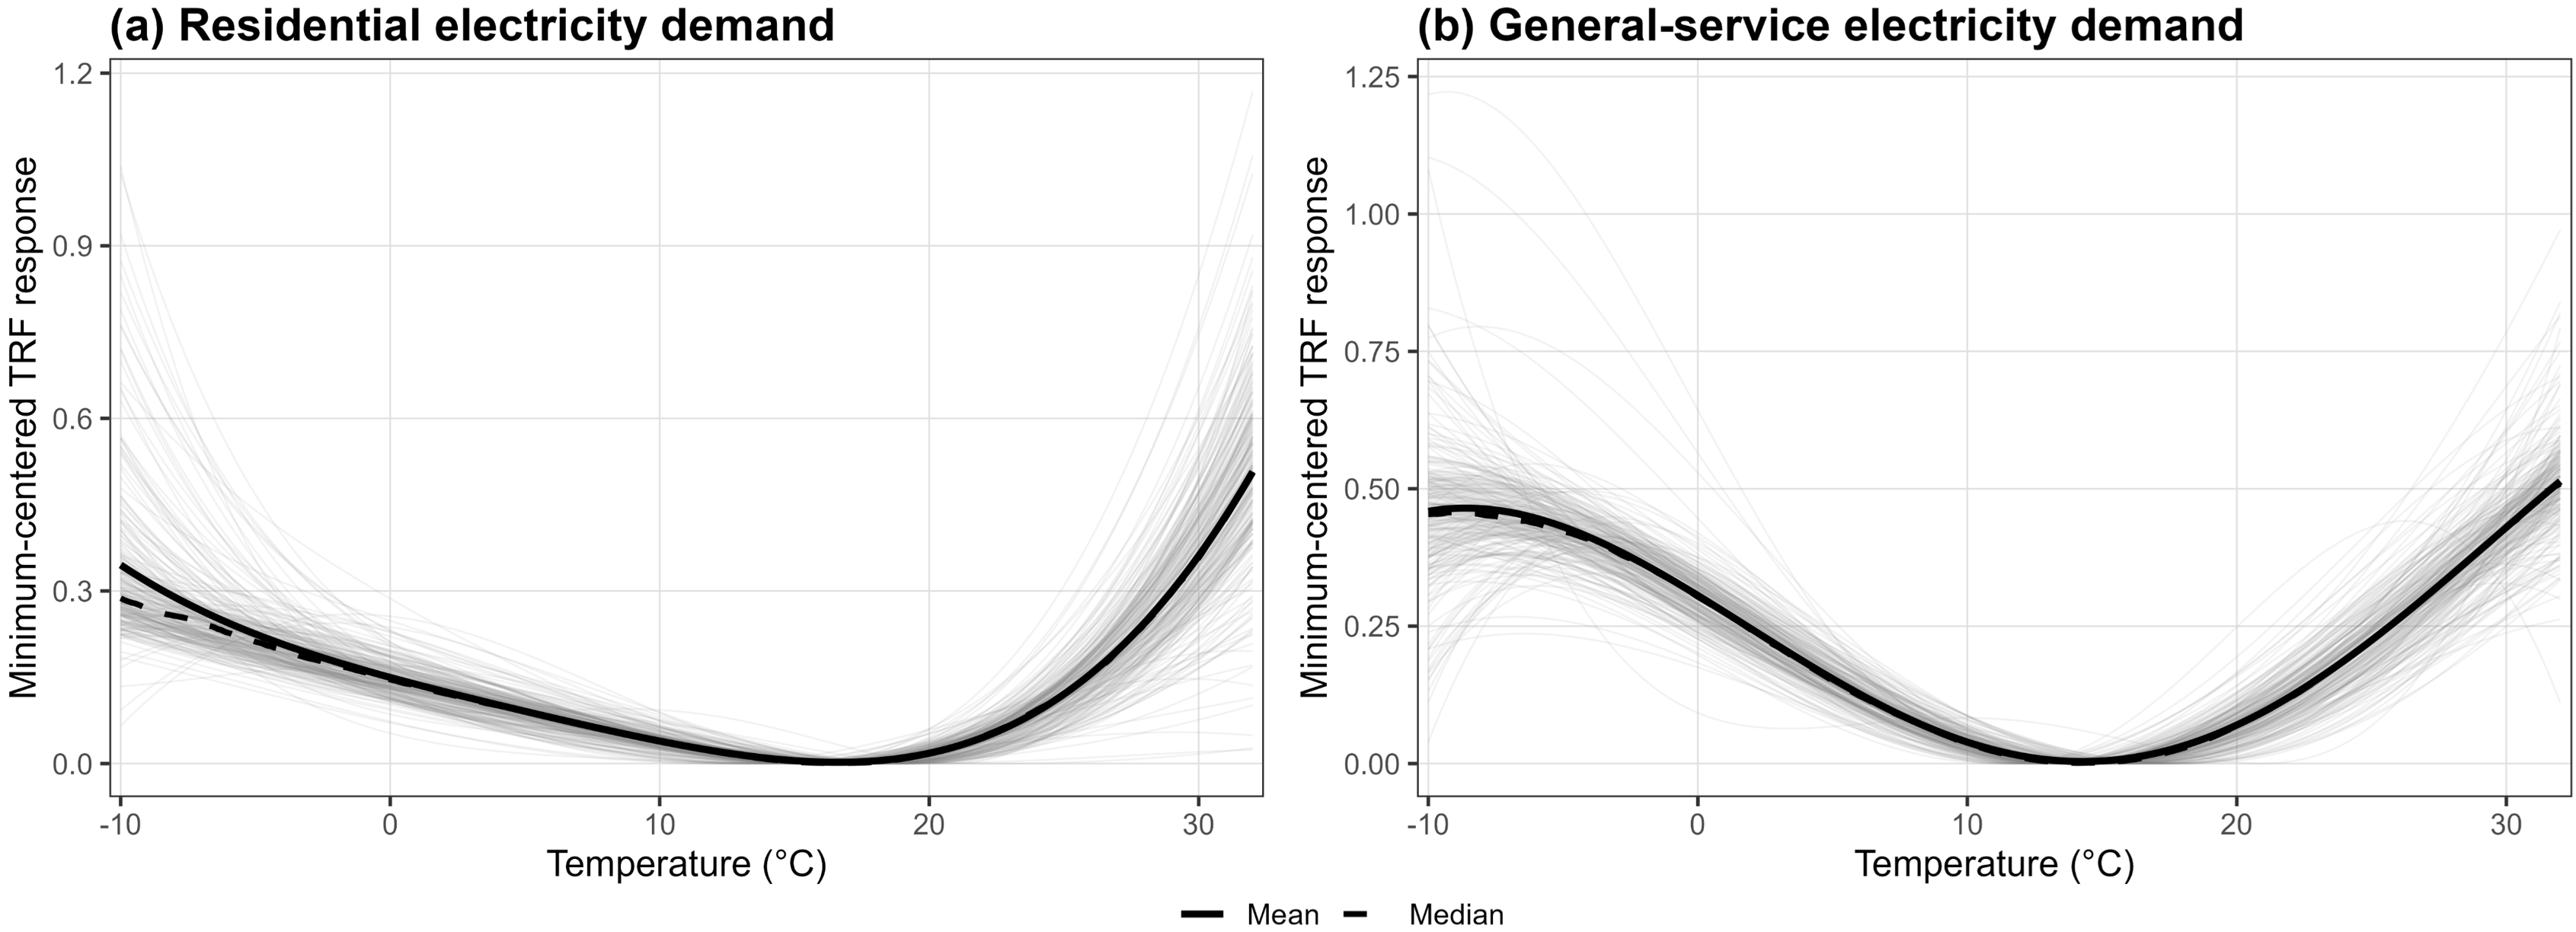 (a) Residential electricity demand
Minimum-centered TRF response
1.2
0.9
0.6
0.3
0.0
-10 0 10 20 30
Temperature (°C)
(b) General-service electricity demand
Minimum-centered TRF response
1.25
1.00
0.75
0.50
0.25
0.00
-10 0 10 20 30
Temperature (°C)
Mean Median